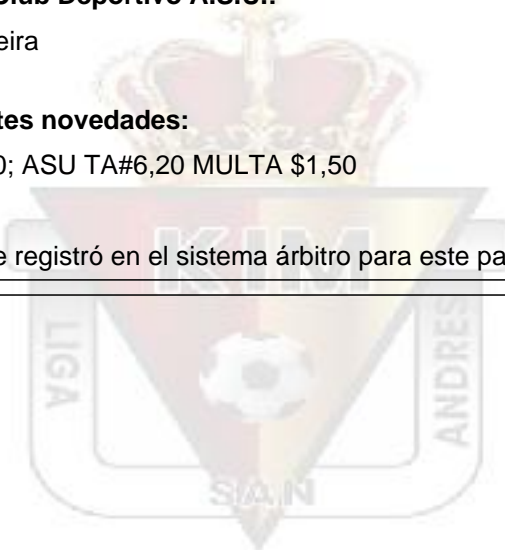 Club Deportivo A.S.U.:
eira
tes novedades:
0; ASU TA#6,20 MULTA $1,50
e registró en el sistema árbitro para este pa
KIM
LIGA
ANDRES
SAN